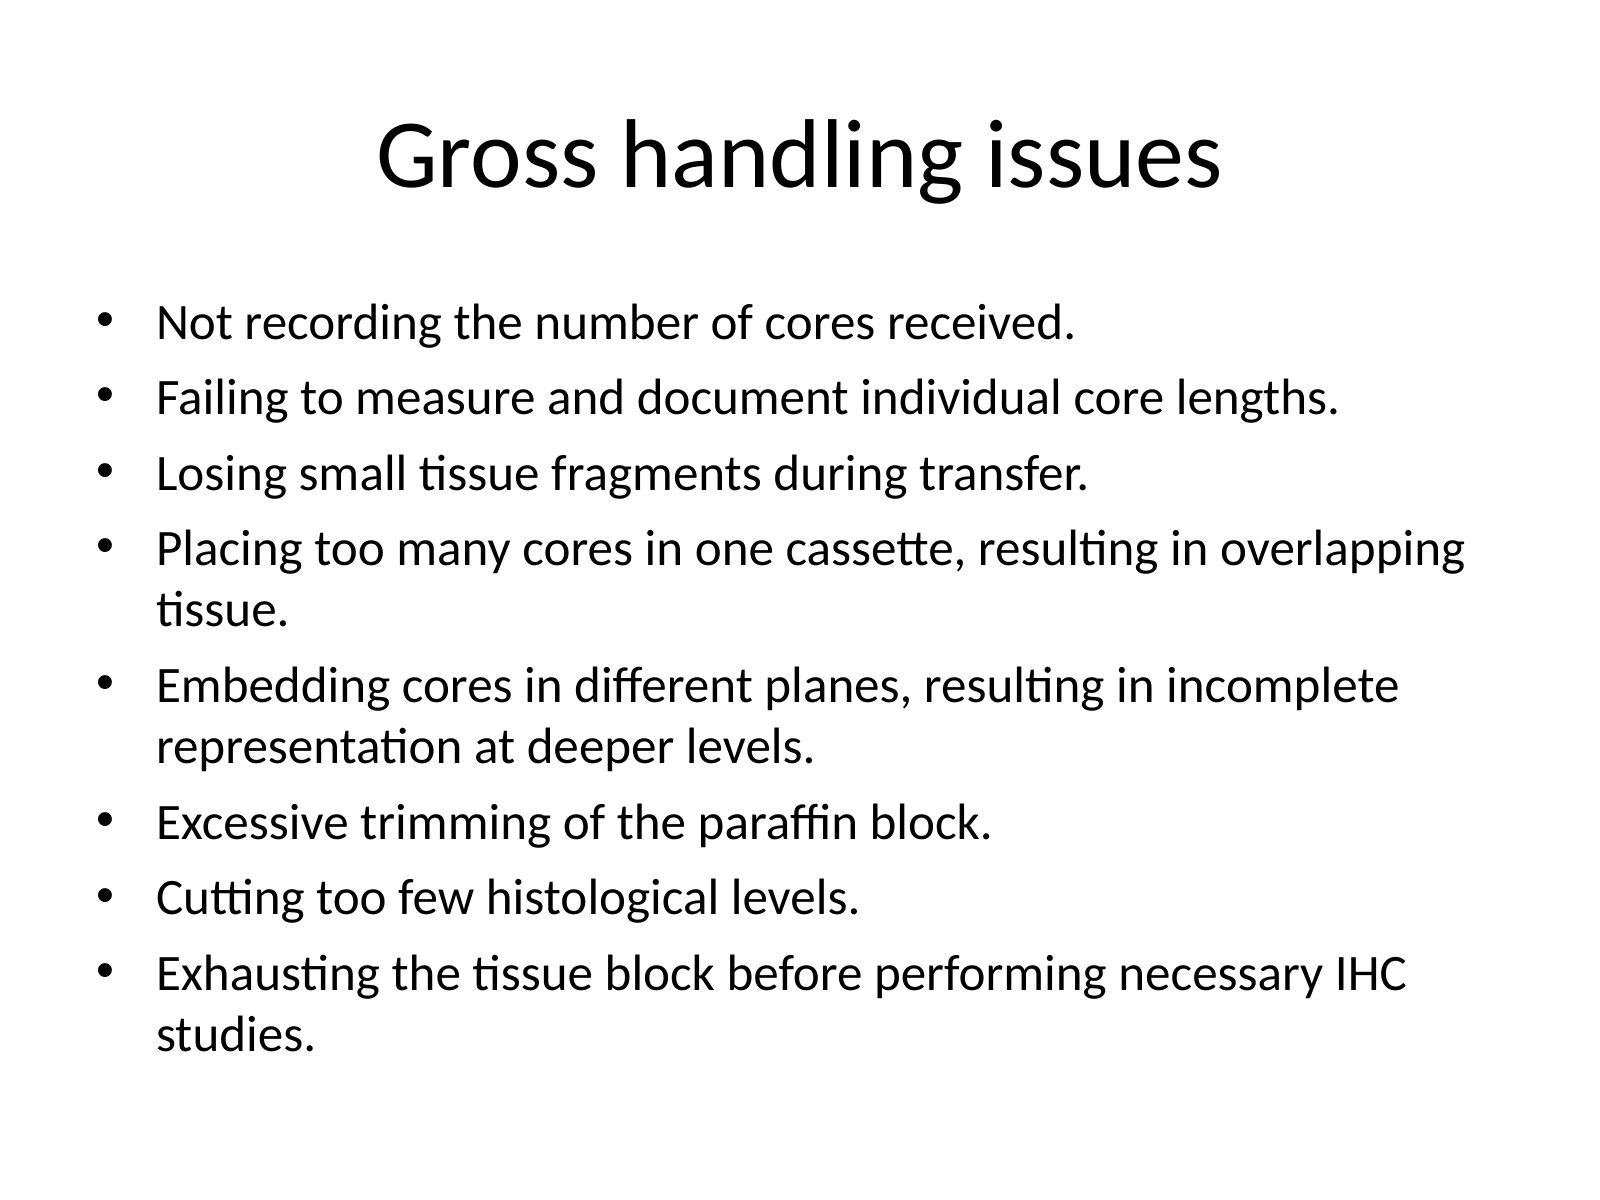 Gross handling issues
• Not recording the number of cores received.
• Failing to measure and document individual core lengths.
• Losing small tissue fragments during transfer.
• Placing too many cores in one cassette, resulting in overlapping
tissue.
• Embedding cores in different planes, resulting in incomplete
representation at deeper levels.
• Excessive trimming of the paraffin block.
• Cutting too few histological levels.
• Exhausting the tissue block before performing necessary IHC
studies.